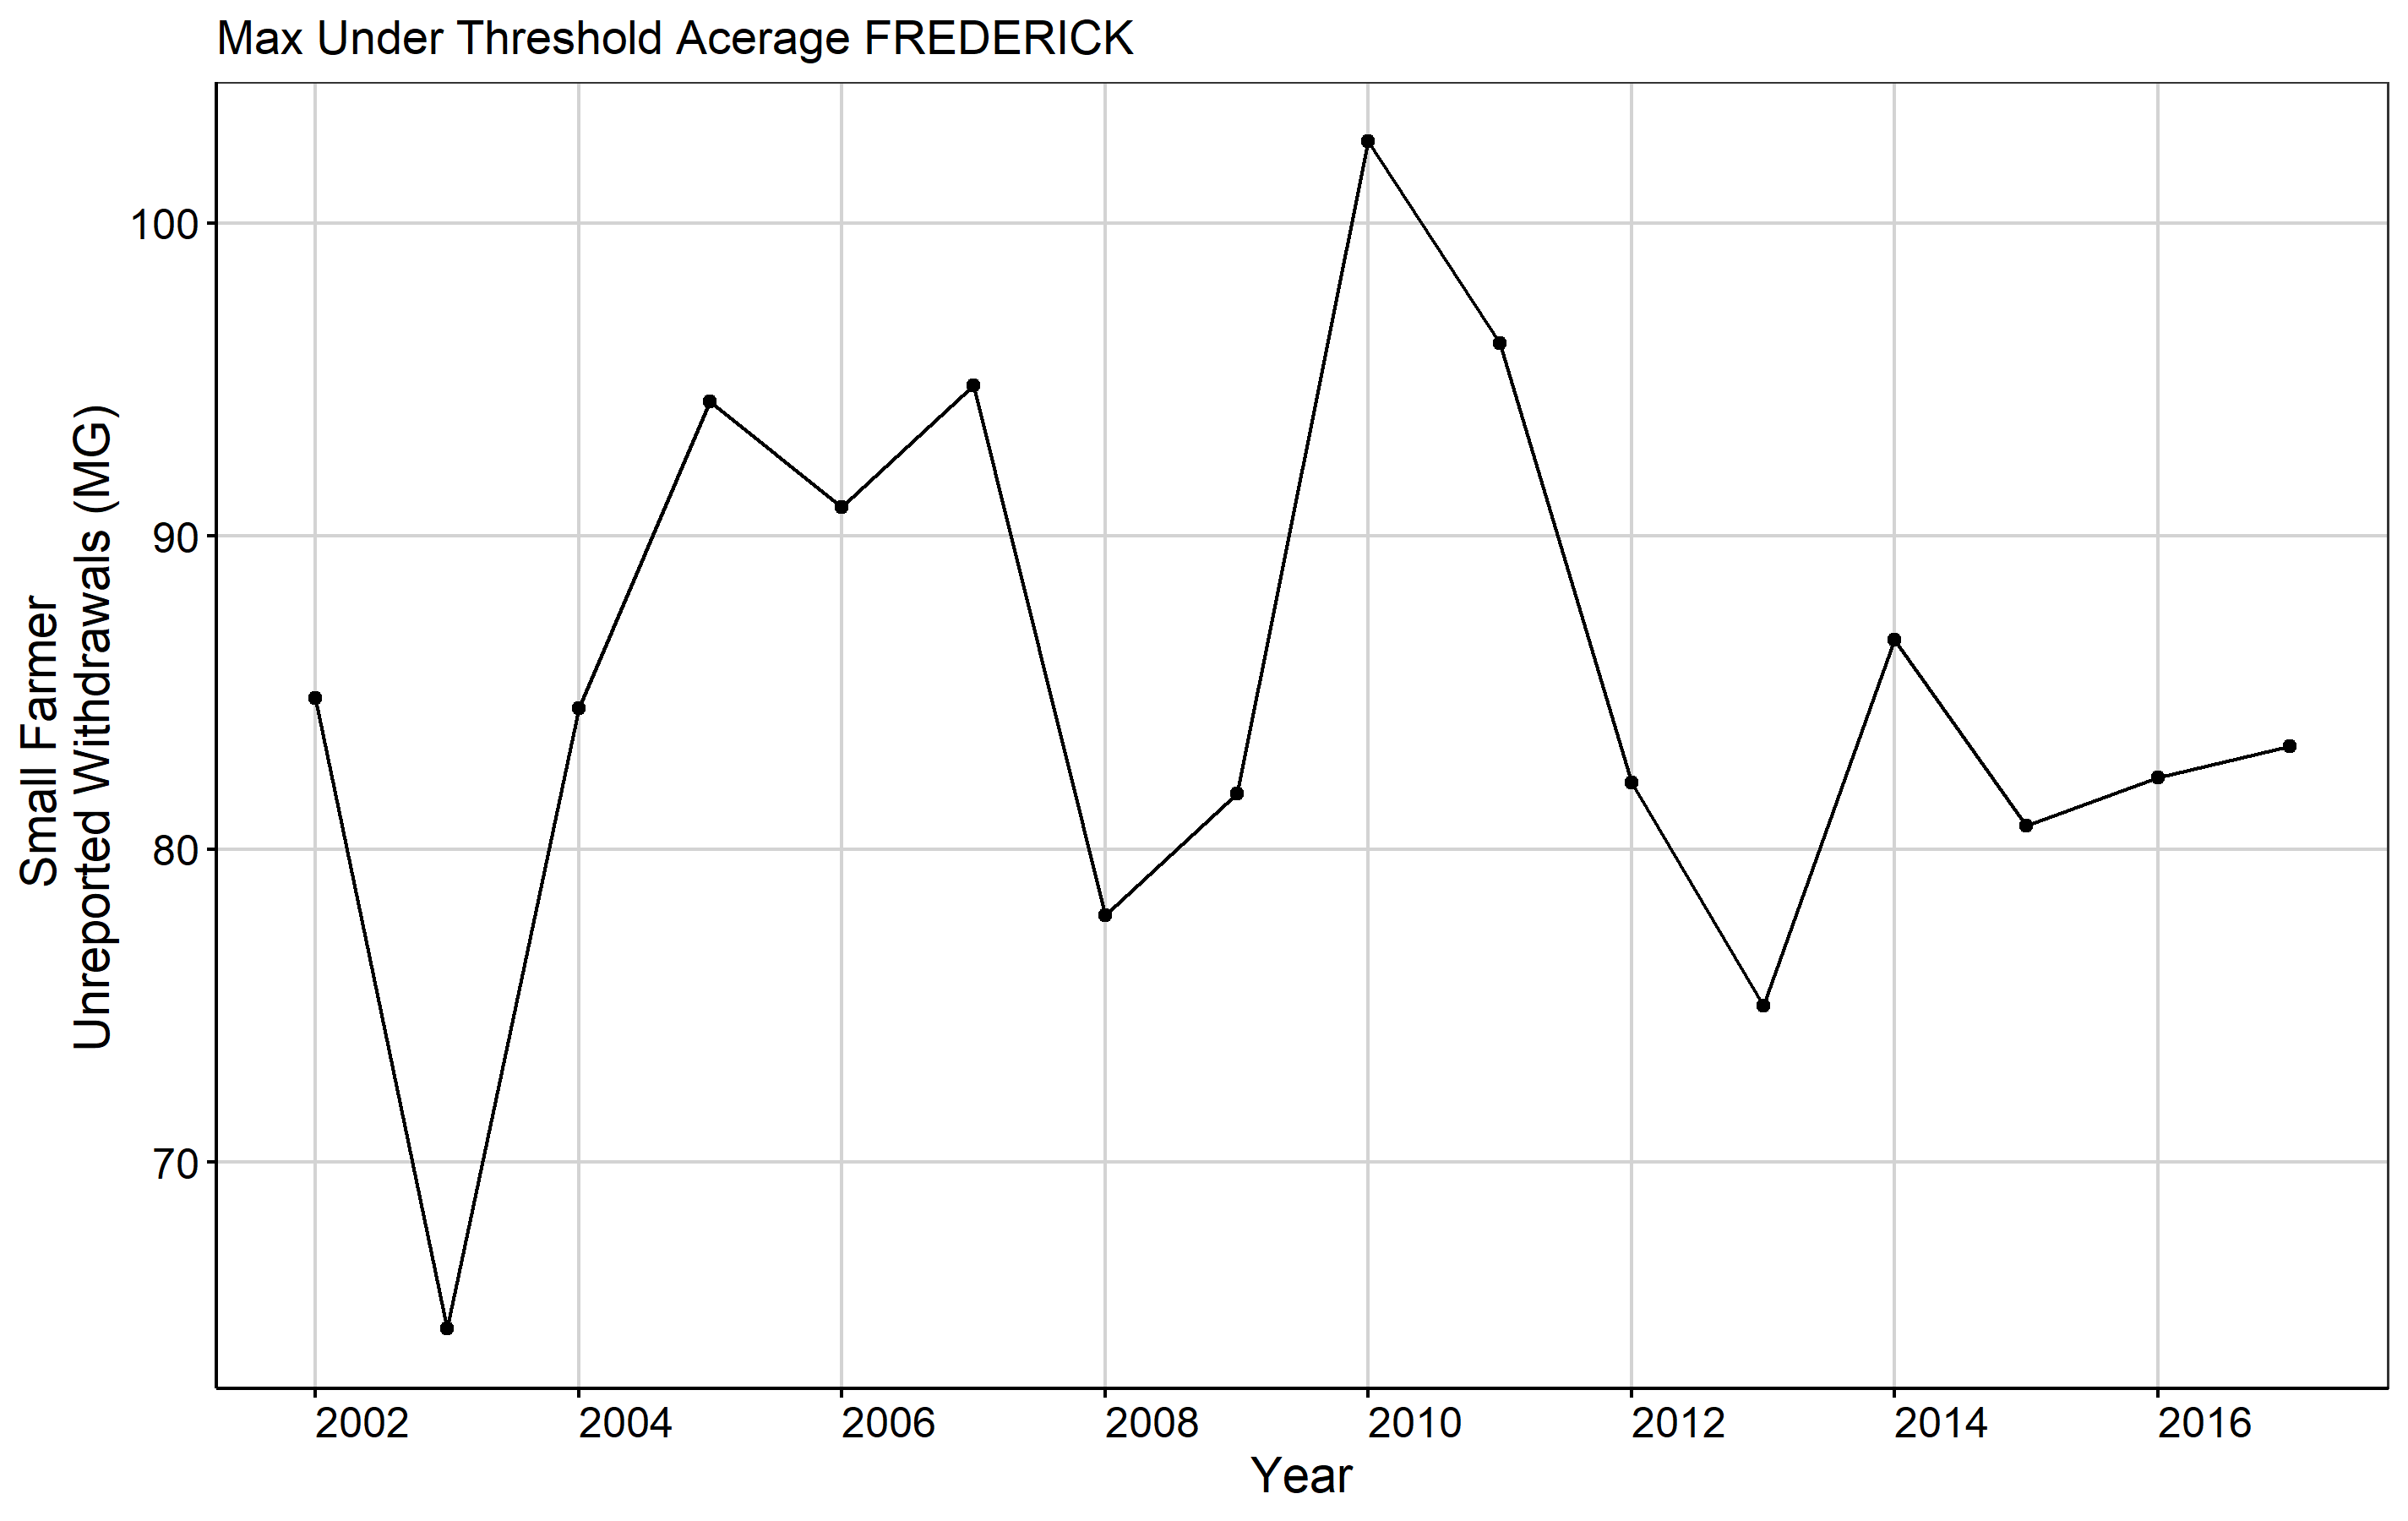 Max Under Threshold Acerage FREDERICK
Small Farmer
Unreported Withdrawals (MG)
100
90
80
70
2002 2004 2006 2008 2010 2012 2014 2016
Year